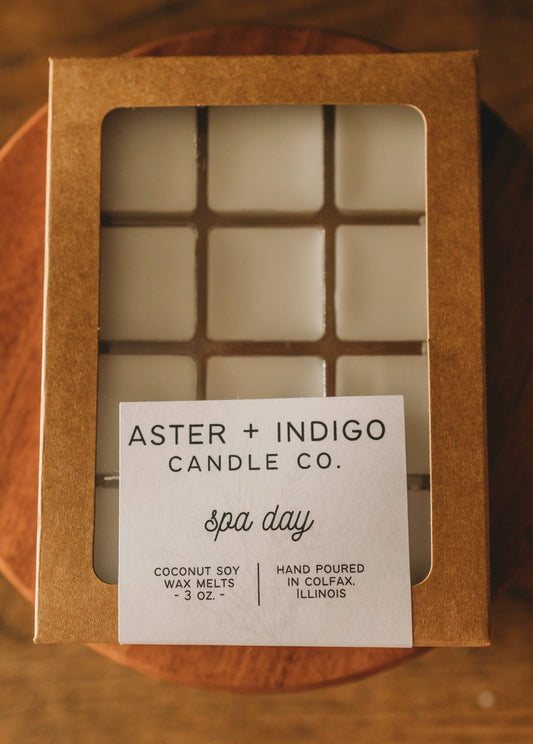 ASTER + INDIGO
CANDLE CO.
spa day
COCONUT SOY
WAX MELTS
- 3 OZ. -
HAND POURED
IN COLFAX,
ILLINOIS